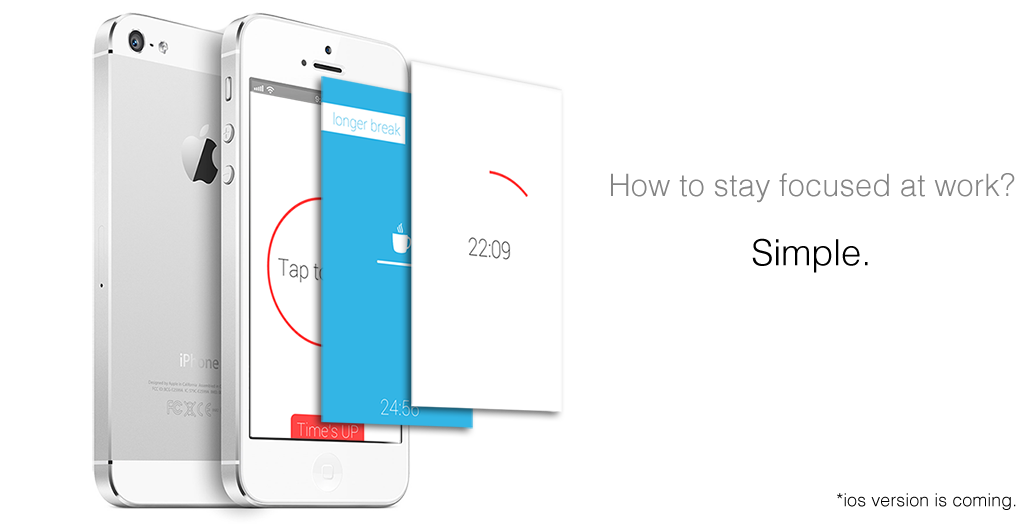 longer break
How to stay focused at work?
22:09
Simple.
Tap to
iPhone
24:56
Time's UP
*ios version is coming.